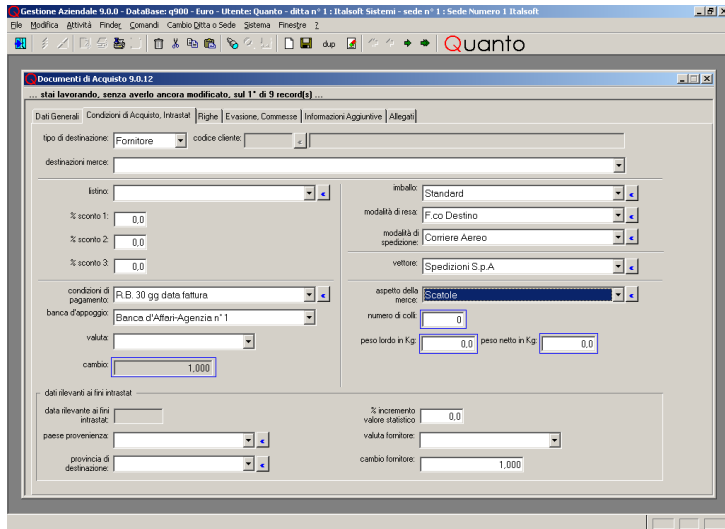 Gestione Aziendale 9.0.0 - DataBase: q900 - Euro - Utente: Quanto - ditta n° 1 : Italsoft Sistemi - sede n° 1 : Sede Numero 1 Italsoft
File Modifica Attività Finder Comandi Cambio Ditta o Sede Sistema Finestre ?
dup Quanto
Documenti di Acquisto 9.0.12
... stai lavorando, senza averlo ancora modificato, sul 1° di 9 record(s) ...
Dati Generali Condizioni di Acquisto, Intrastat Righe Evasione, Commesse Informazioni Aggiuntive Allegati
tipo di destinazione: Fornitore codice cliente:
destinazioni merce:
listino: imballo: Standard
% sconto 1: 0,0 modalità di resa: F.co Destino
% sconto 2: 0,0 modalità di spedizione: Corriere Aereo
% sconto 3: 0,0 vettore: Spedizioni S.p.A
condizioni di pagamento: R.B. 30 gg data fattura aspetto della merce: Scatole
banca d'appoggio: Banca d'Affari-Agenzia n° 1 numero di colli: 0
valuta: peso lordo in Kg: 0,0 peso netto in Kg: 0,0
cambio: 1,000
dati rilevanti ai fini intrastat
data rilevante ai fini intrastat: % incremento valore statistico 0,0
paese provenienza: valuta fornitore:
provincia di destinazione: cambio fornitore: 1,000